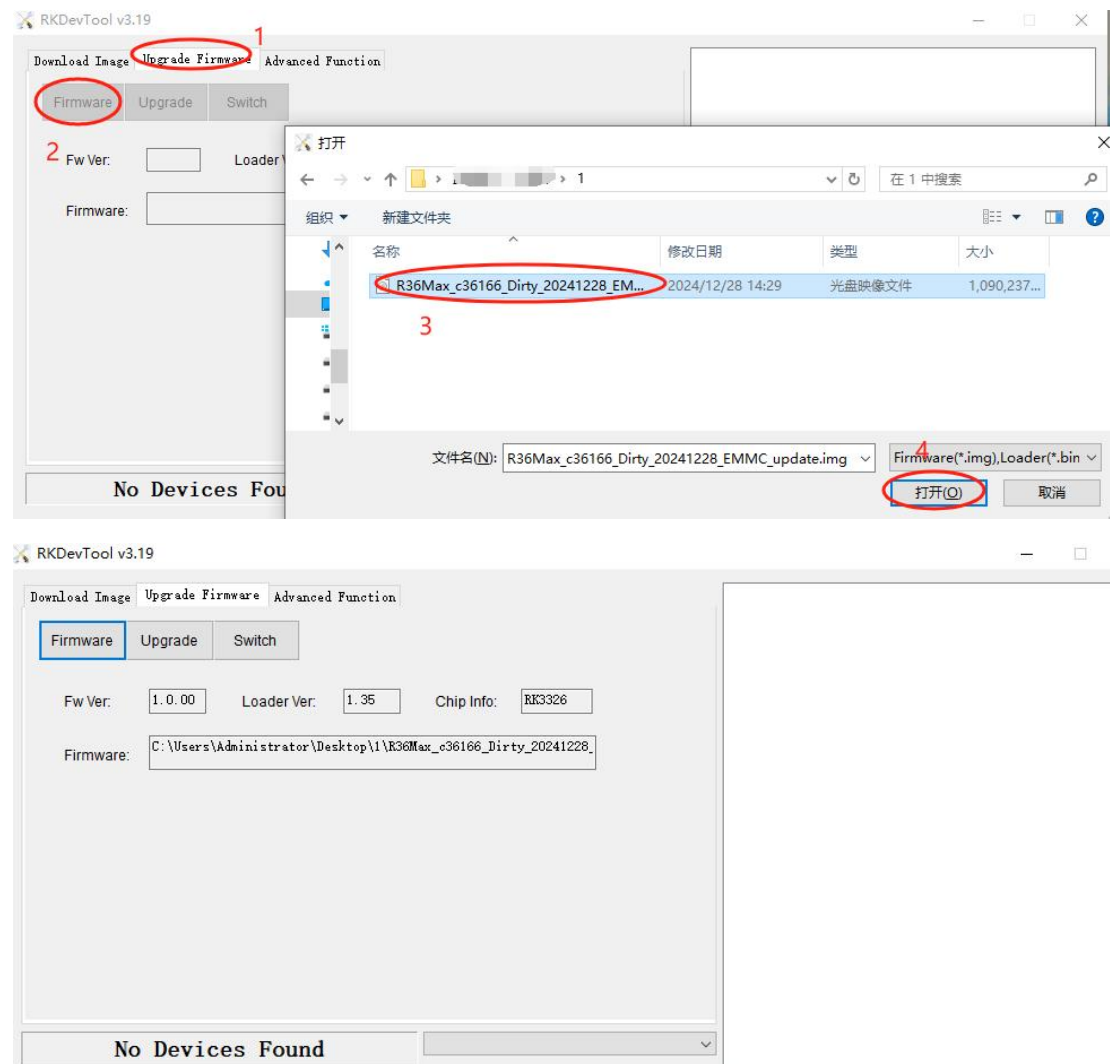 RKDevTool v3.19
1
Download Image Upgrade Firmware Advanced Function
Firmware Upgrade Switch
2
Fw Ver: Loader
Firmware:
打开
1
在 1 中搜索
组织 新建文件夹
名称 修改日期 类型 大小
R36Max_c36166_Dirty_20241228_EM... 2024/12/28 14:29 光盘映像文件 1,090,237...
3
文件名(N): R36Max_c36166_Dirty_20241228_EMMC_update.img Firmware(*.img),Loader(*.bin
4
打开(O) 取消
No Devices Fou
RKDevTool v3.19
Download Image Upgrade Firmware Advanced Function
Firmware Upgrade Switch
Fw Ver: 1.0.00 Loader Ver: 1.35 Chip Info: RK3326
Firmware: C:\Users\Administrator\Desktop\1\R36Max_c36166_Dirty_20241228_
No Devices Found